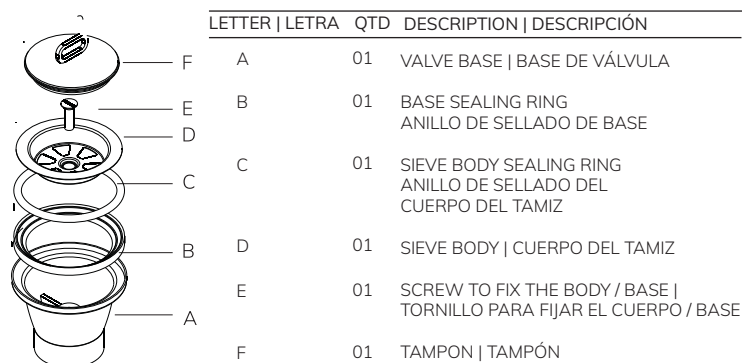 LETTER | LETRA QTD DESCRIPTION | DESCRIPCIÓN
F
E
D
C
B
A
A 01 VALVE BASE | BASE DE VÁLVULA
B 01 BASE SEALING RING
ANILLO DE SELLADO DE BASE
C 01 SIEVE BODY SEALING RING
ANILLO DE SELLADO DEL
CUERPO DEL TAMIZ
D 01 SIEVE BODY | CUERPO DEL TAMIZ
E 01 SCREW TO FIX THE BODY / BASE |
TORNILLO PARA FIJAR EL CUERPO / BASE
F 01 TAMPON | TAMPÓN